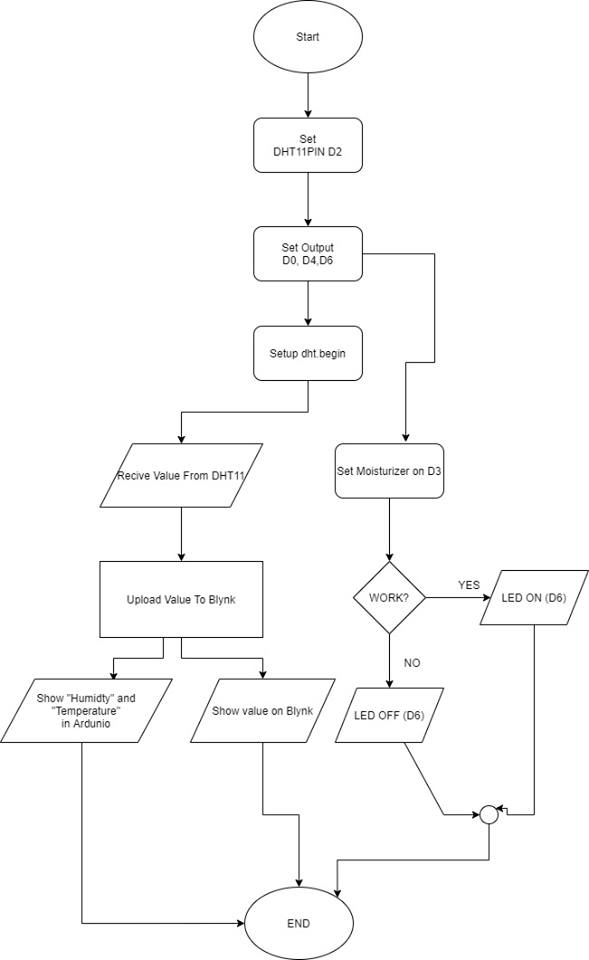 Start
Set
DHT11PIN D2
Set Output
D0, D4,D6
Setup dht.begin
Recive Value From DHT11
Set Moisturizer on D3
Upload Value To Blynk
WORK?
YES
LED ON (D6)
NO
Show "Humidty" and
"Temperature"
in Ardunio
Show value on Blynk
LED OFF (D6)
END